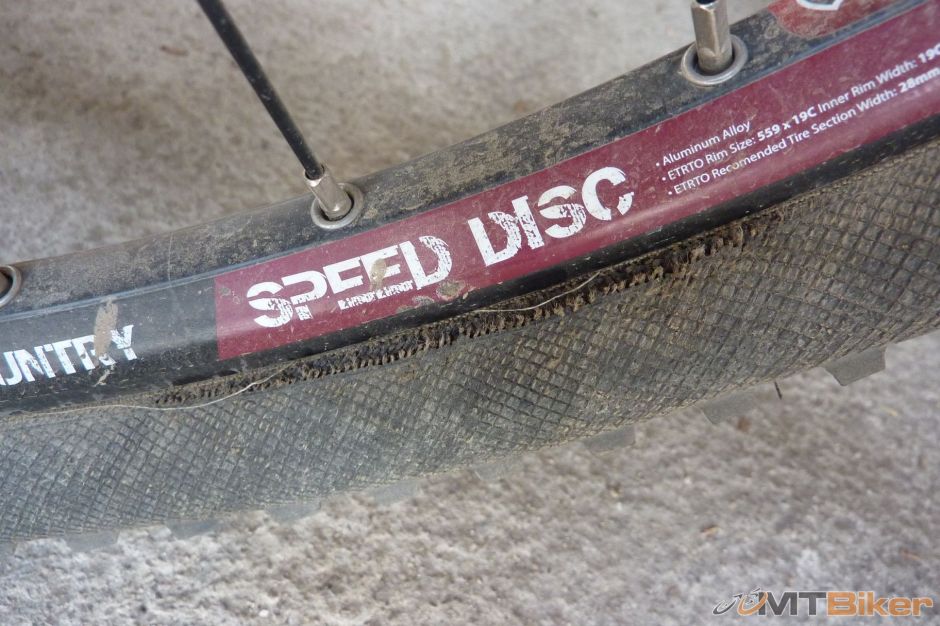 UNTRY
SPEED DISC
• Aluminum Alloy
• ETRTO Rim Size: 559 x 19C Inner Rim Width: 19C
• ETRTO Recomended Tire Section Width: 28mm
MTBiker